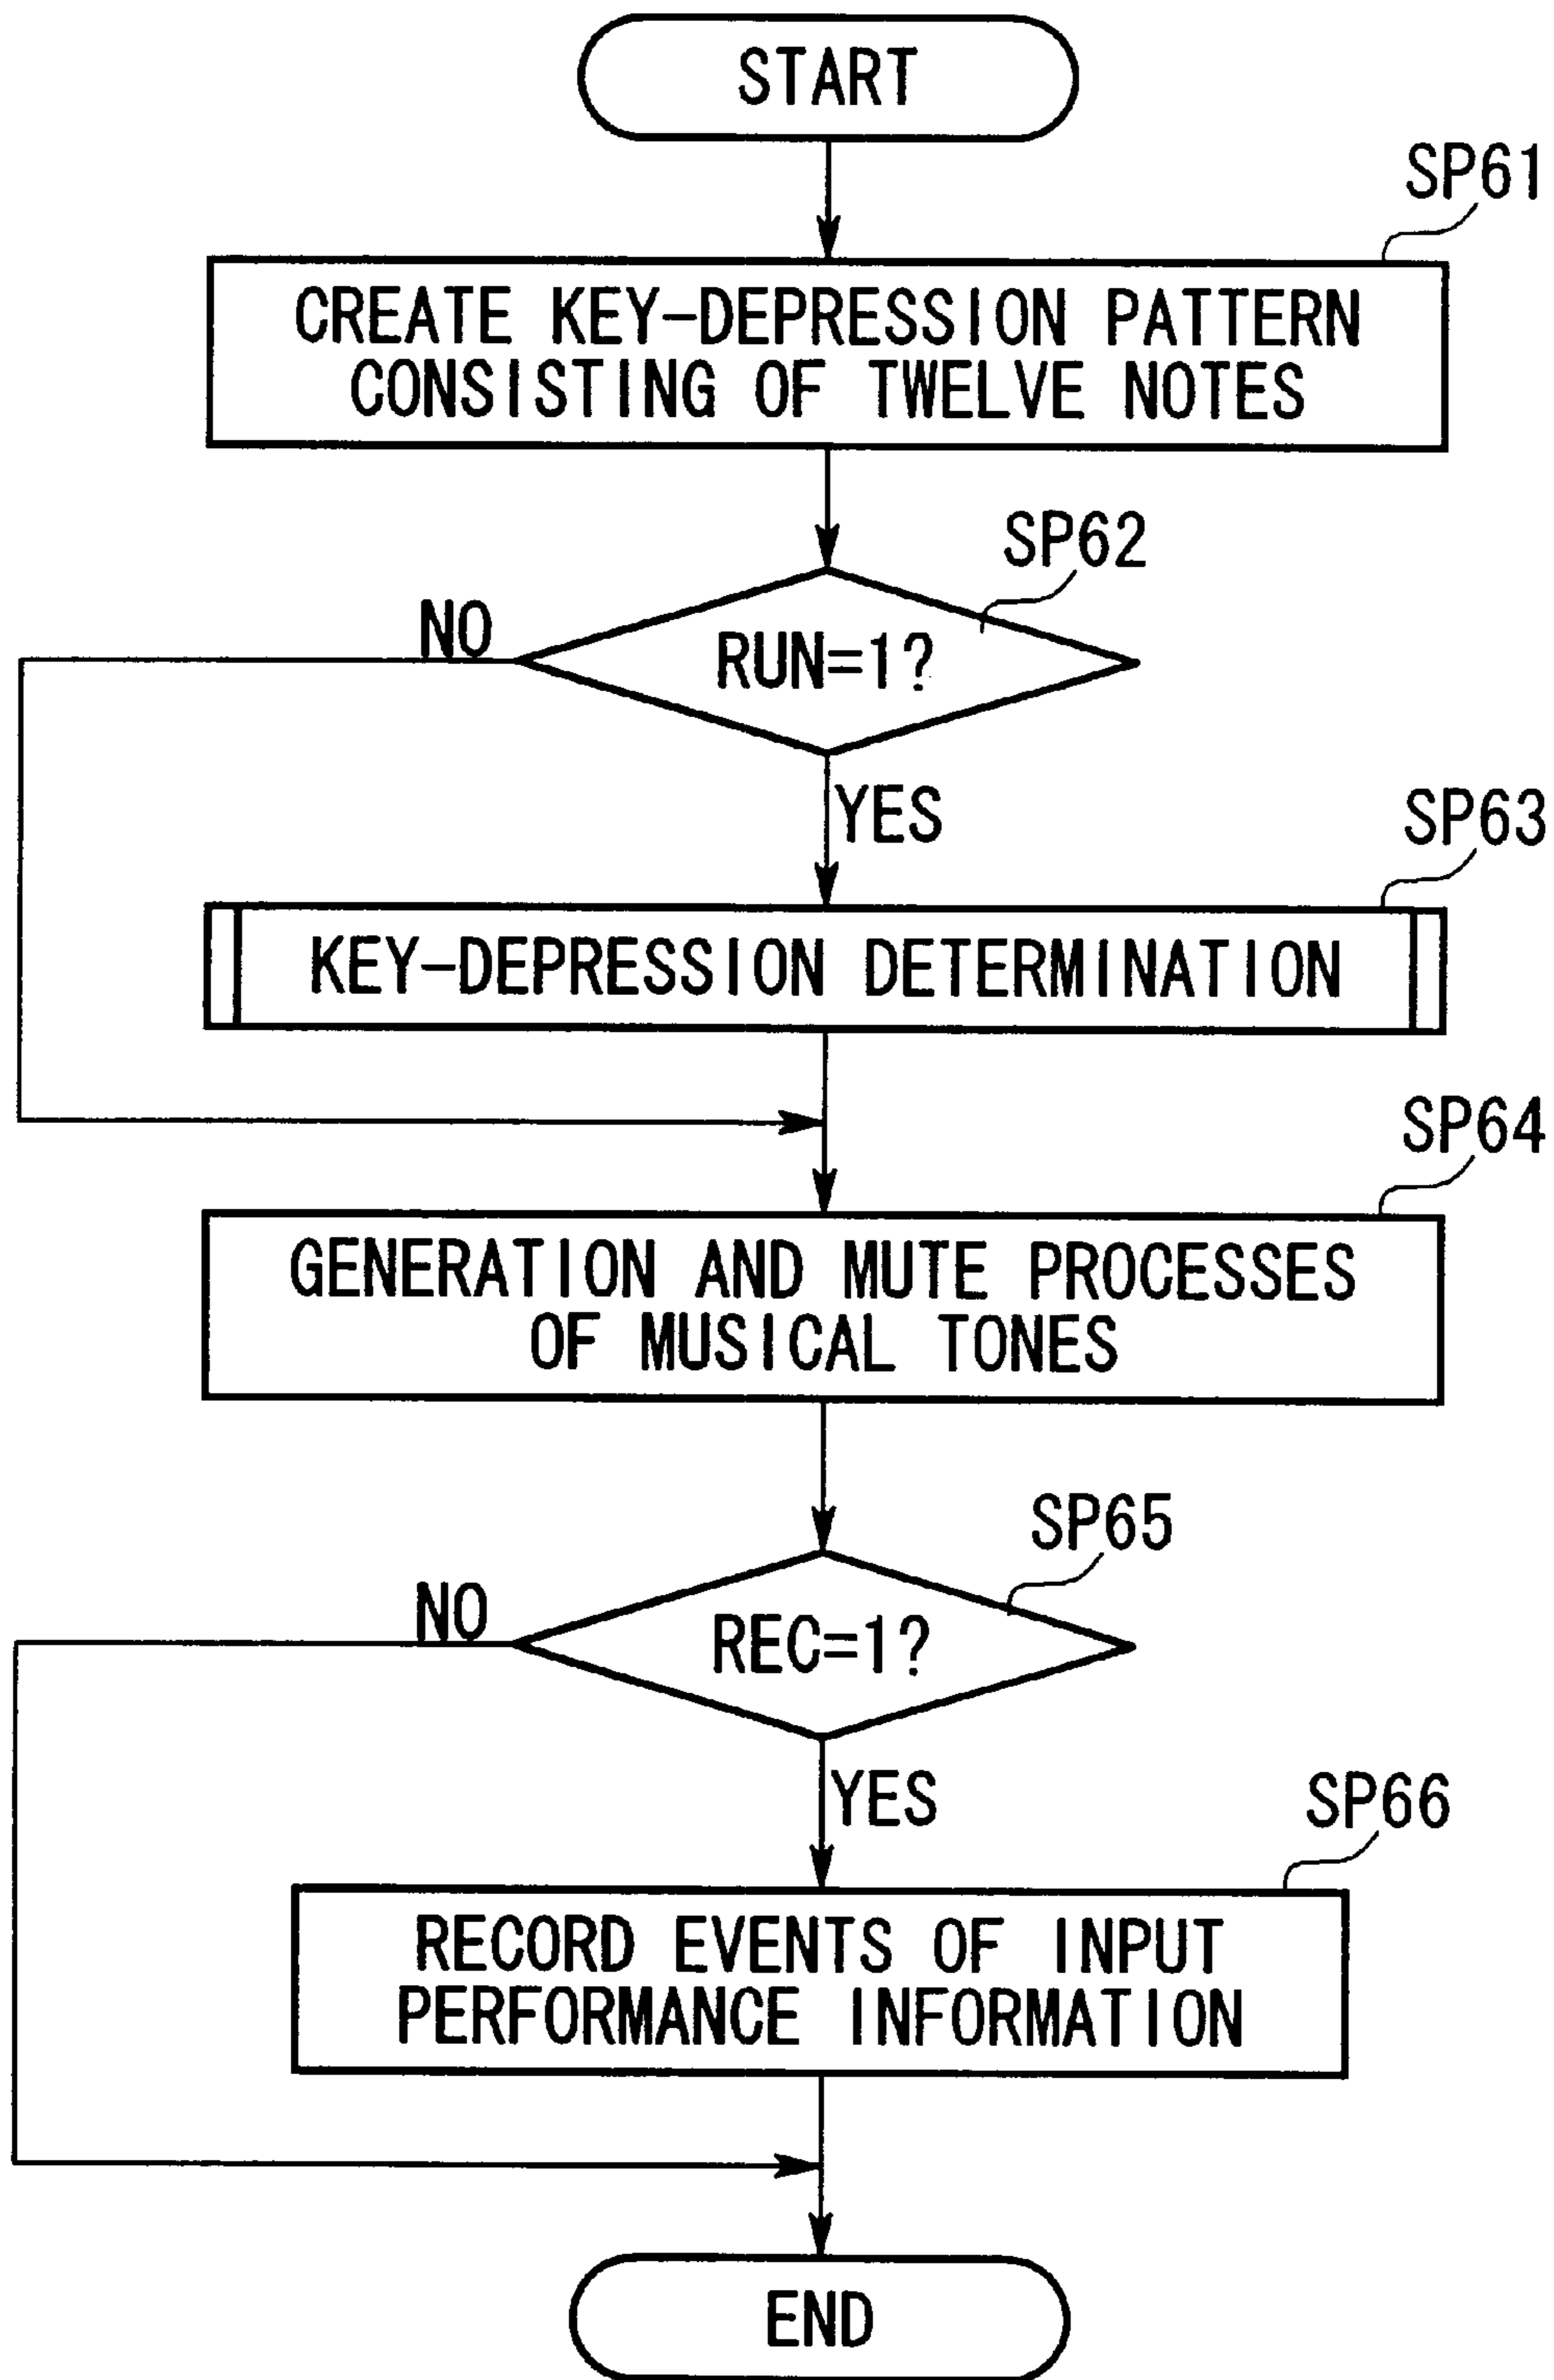 START
SP61
CREATE KEY-DEPRESSION PATTERN
CONSISTING OF TWELVE NOTES
SP62
NO
RUN=1?
YES
SP63
KEY-DEPRESSION DETERMINATION
SP64
GENERATION AND MUTE PROCESSES
OF MUSICAL TONES
SP65
NO
REC=1?
YES
SP66
RECORD EVENTS OF INPUT
PERFORMANCE INFORMATION
END